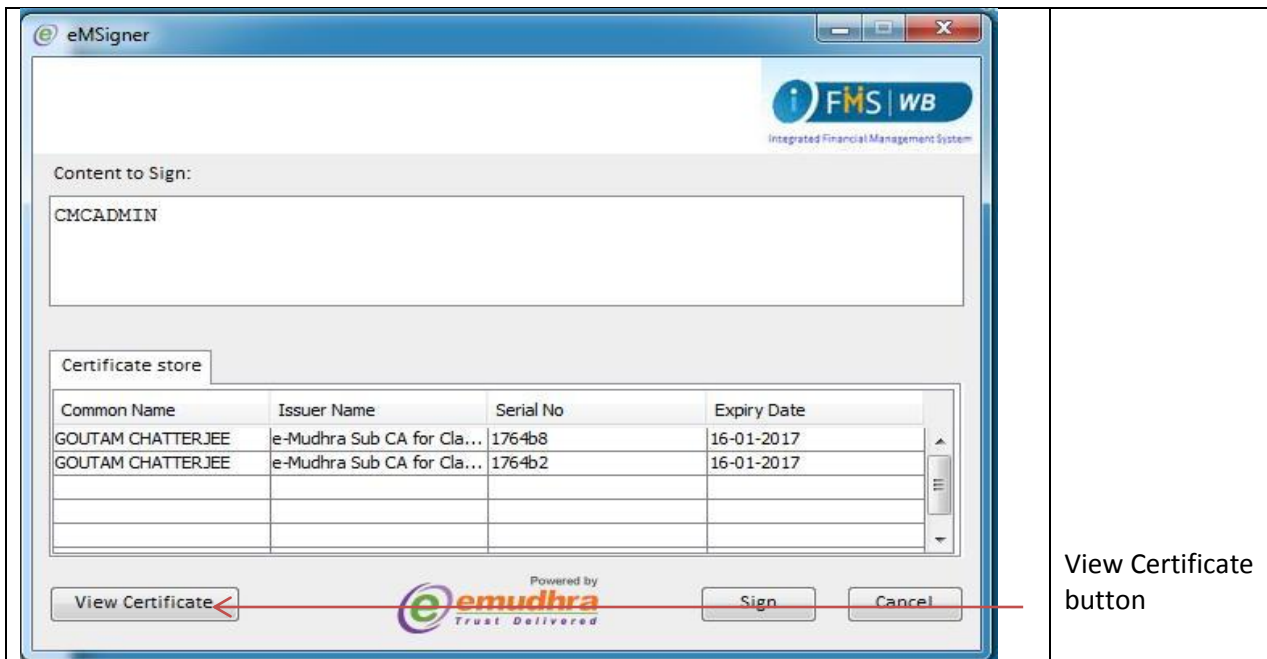 eMSigner
i FMS | WB
Integrated Financial Management System
Content to Sign:
CMCADMIN
Certificate store
Common Name Issuer Name Serial No Expiry Date
GOUTAM CHATTERJEE e-Mudhra Sub CA for Cla... 1764b8 16-01-2017
GOUTAM CHATTERJEE e-Mudhra Sub CA for Cla... 1764b2 16-01-2017
View Certificate
Powered by
emudhra
Trust Delivered
Sign Cancel
View Certificate
button